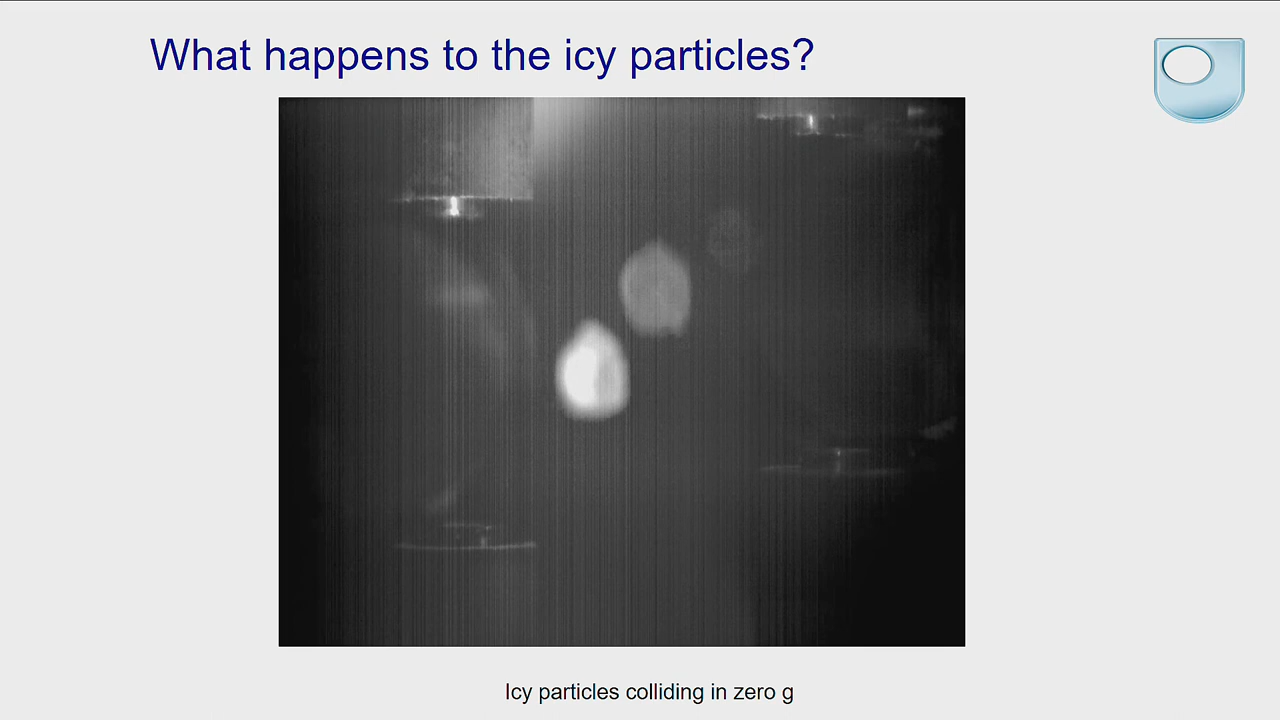 What happens to the icy particles?
Icy particles colliding in zero g